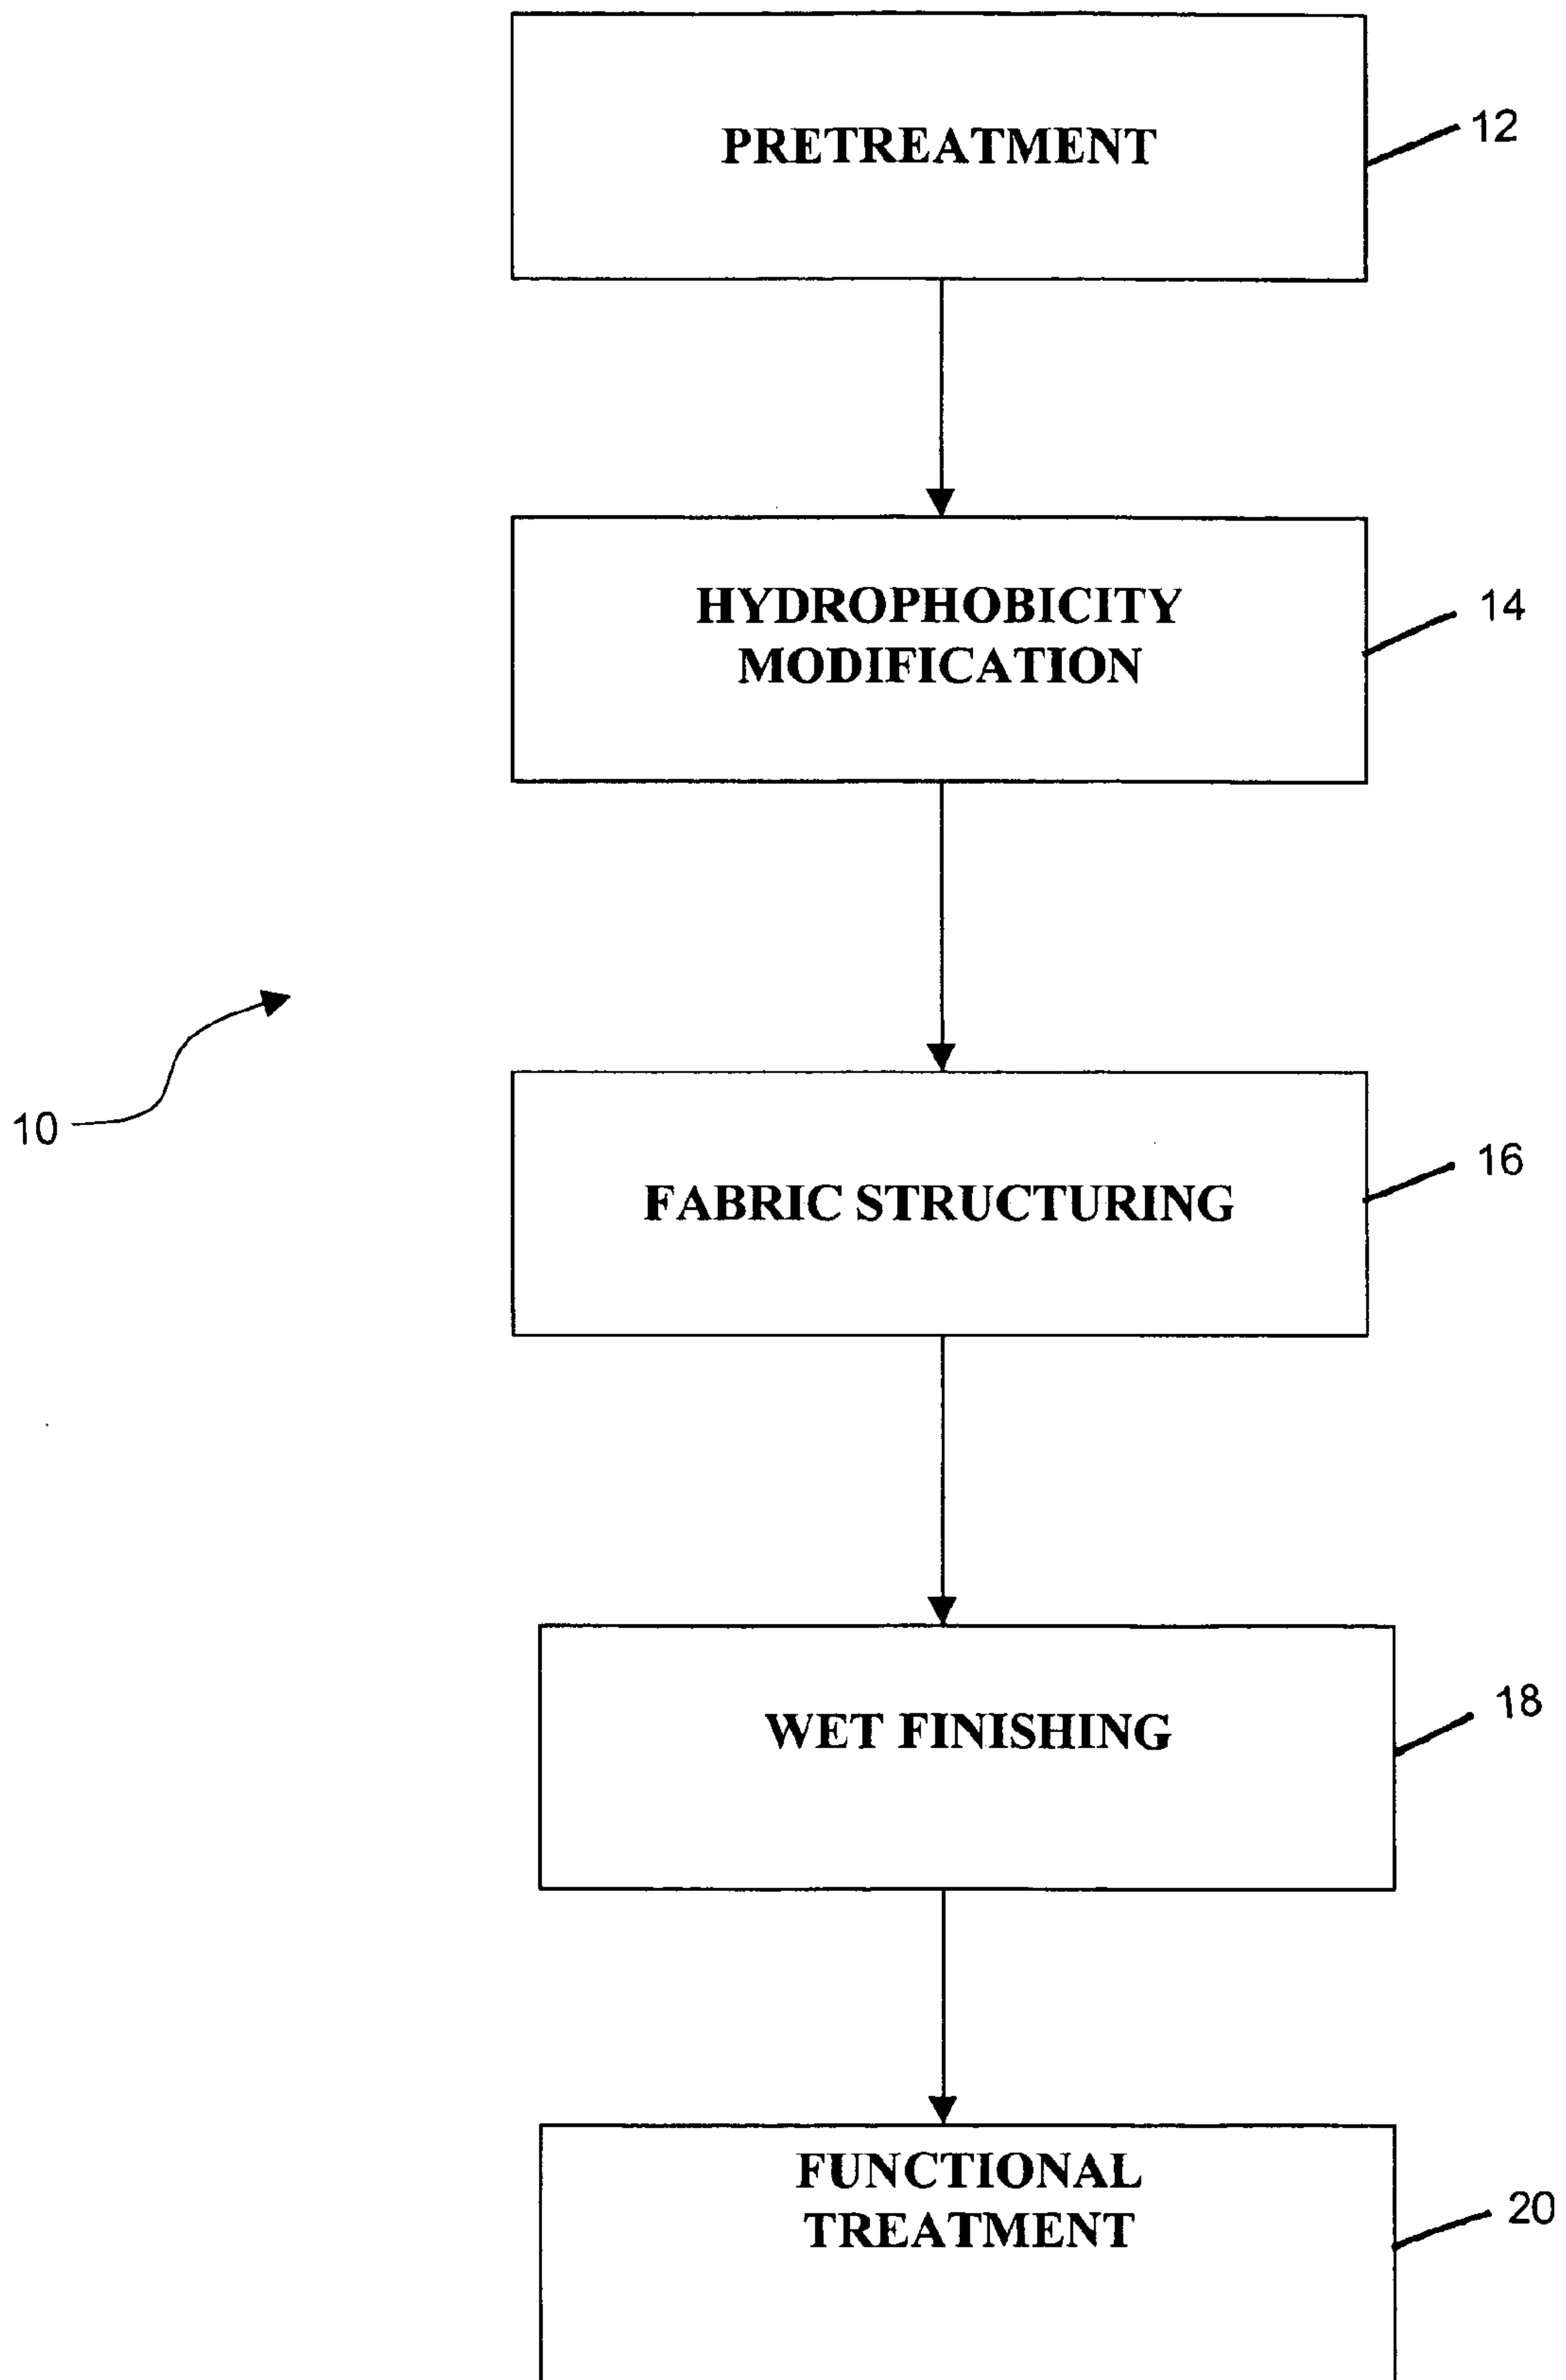 PRETREATMENT
12
HYDROPHOBICITY
MODIFICATION
14
10
FABRIC STRUCTURING
16
WET FINISHING
18
FUNCTIONAL
TREATMENT
20